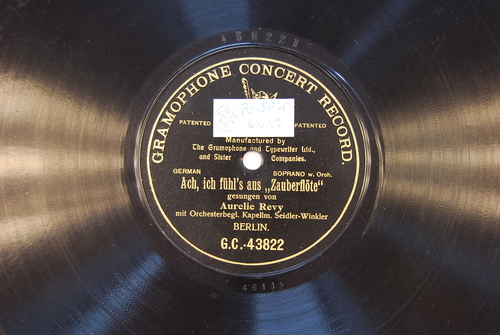 GRAMOPHONE CONCERT RECORD.
PATENTED PATENTED
Manufactured by
The Gramophone and Typewriter Ltd.,
and Sister Companies.
GERMAN SOPRANO w. Orch.
Ach, ich fühl's aus „Zauberflöte"
gesungen von
Aurelie Revy
mit Orchesterbegl. Kapellm. Seidler-Winkler
BERLIN.
G.C.-43822